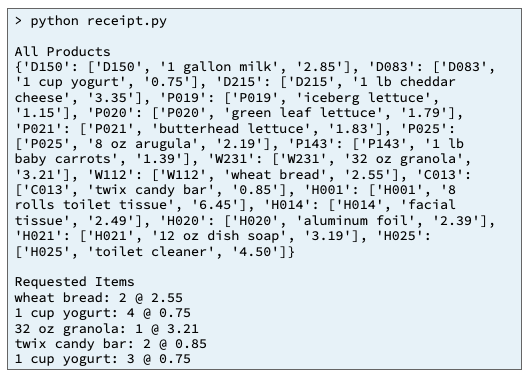 > python receipt.py
All Products
{'D150': ['D150', '1 gallon milk', '2.85'], 'D083': ['D083',
'1 cup yogurt', '0.75'], 'D215': ['D215', '1 lb cheddar
cheese', '3.35'], 'P019': ['P019', 'iceberg lettuce',
'1.15'], 'P020': ['P020', 'green leaf lettuce', '1.79'],
'P021': ['P021', 'butterhead lettuce', '1.83'], 'P025':
['P025', '8 oz arugula', '2.19'], 'P143': ['P143', '1 lb
baby carrots', '1.39'], 'W231': ['W231', '32 oz granola',
'3.21'], 'W112': ['W112', 'wheat bread', '2.55'], 'C013':
['C013', 'twix candy bar', '0.85'], 'H001': ['H001', '8
rolls toilet tissue', '6.45'], 'H014': ['H014', 'facial
tissue', '2.49'], 'H020': ['H020', 'aluminum foil', '2.39'],
'H021': ['H021', '12 oz dish soap', '3.19'], 'H025':
['H025', 'toilet cleaner', '4.50']}
Requested Items
wheat bread: 2 @ 2.55
1 cup yogurt: 4 @ 0.75
32 oz granola: 1 @ 3.21
twix candy bar: 2 @ 0.85
1 cup yogurt: 3 @ 0.75